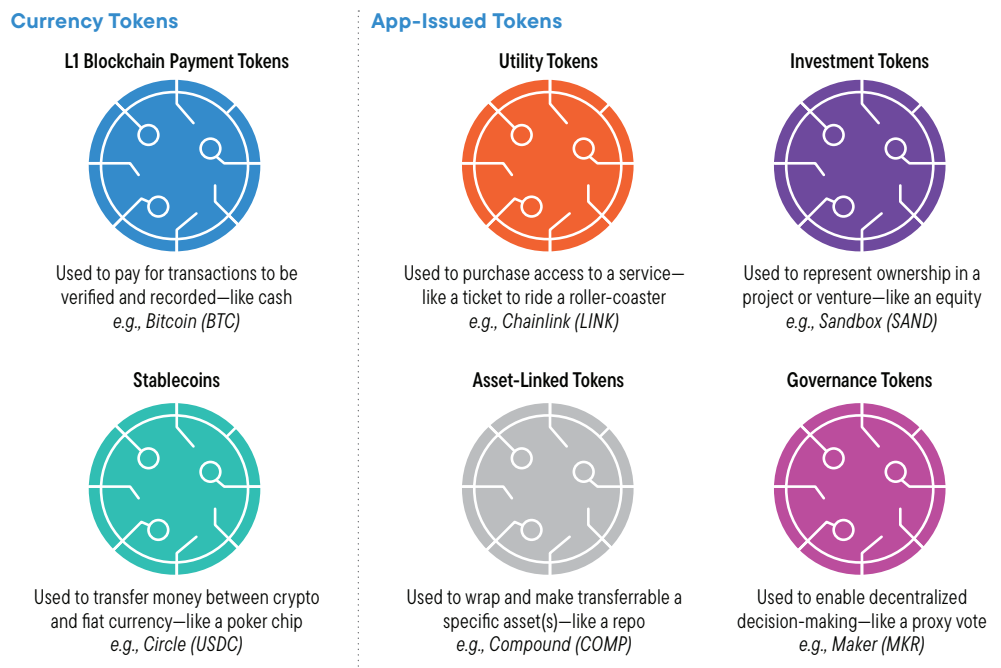 Currency Tokens
L1 Blockchain Payment Tokens
Used to pay for transactions to be
verified and recorded—like cash
e.g., Bitcoin (BTC)
Stablecoins
Used to transfer money between crypto
and fiat currency—like a poker chip
e.g., Circle (USDC)
App-Issued Tokens
Utility Tokens
Used to purchase access to a service—
like a ticket to ride a roller-coaster
e.g., Chainlink (LINK)
Investment Tokens
Used to represent ownership in a
project or venture—like an equity
e.g., Sandbox (SAND)
Asset-Linked Tokens
Used to wrap and make transferrable a
specific asset(s)—like a repo
e.g., Compound (COMP)
Governance Tokens
Used to enable decentralized
decision-making—like a proxy vote
e.g., Maker (MKR)